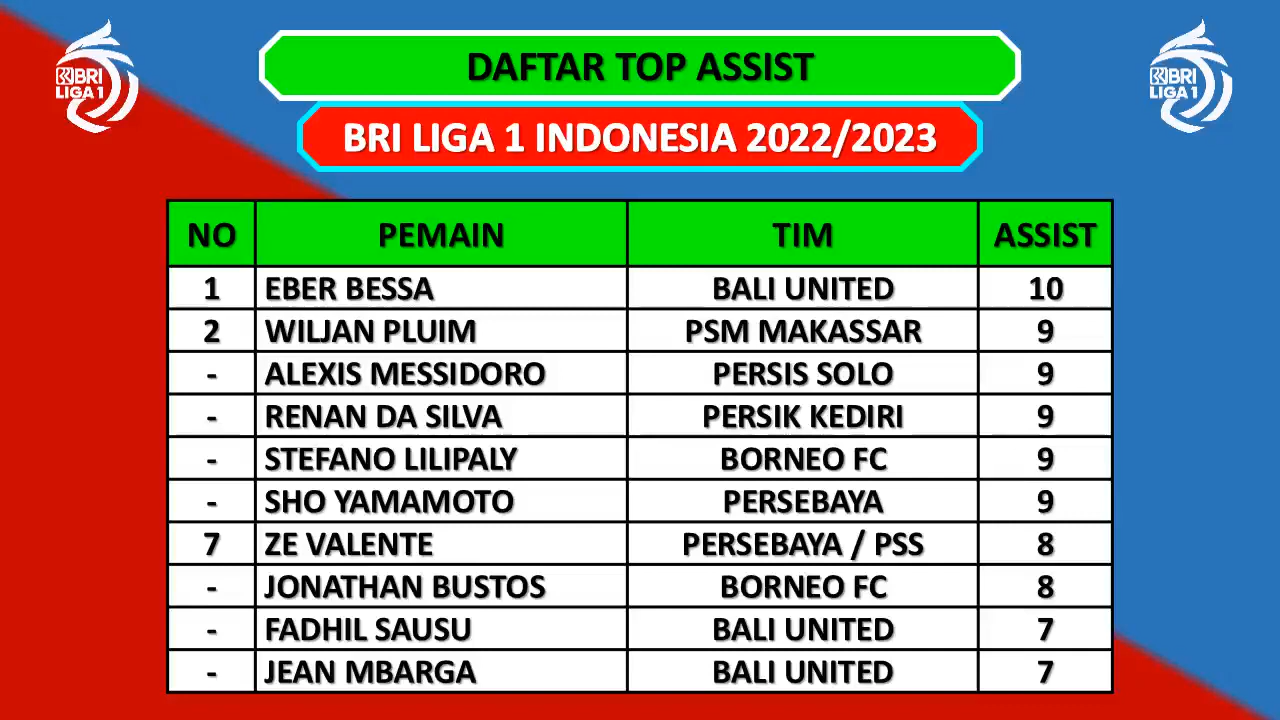 BRI
LIGA 1
DAFTAR TOP ASSIST
BRI LIGA 1 INDONESIA 2022/2023
BRI
LIGA 1
NO PEMAIN TIM ASSIST
1 EBER BESSA BALI UNITED 10
2 WILJAN PLUIM PSM MAKASSAR 9
- ALEXIS MESSIDORO PERSIS SOLO 9
- RENAN DA SILVA PERSIK KEDIRI 9
- STEFANO LILIPALY BORNEO FC 9
- SHO YAMAMOTO PERSEBAYA 9
7 ZE VALENTE PERSEBAYA / PSS 8
- JONATHAN BUSTOS BORNEO FC 8
- FADHIL SAUSU BALI UNITED 7
- JEAN MBARGA BALI UNITED 7